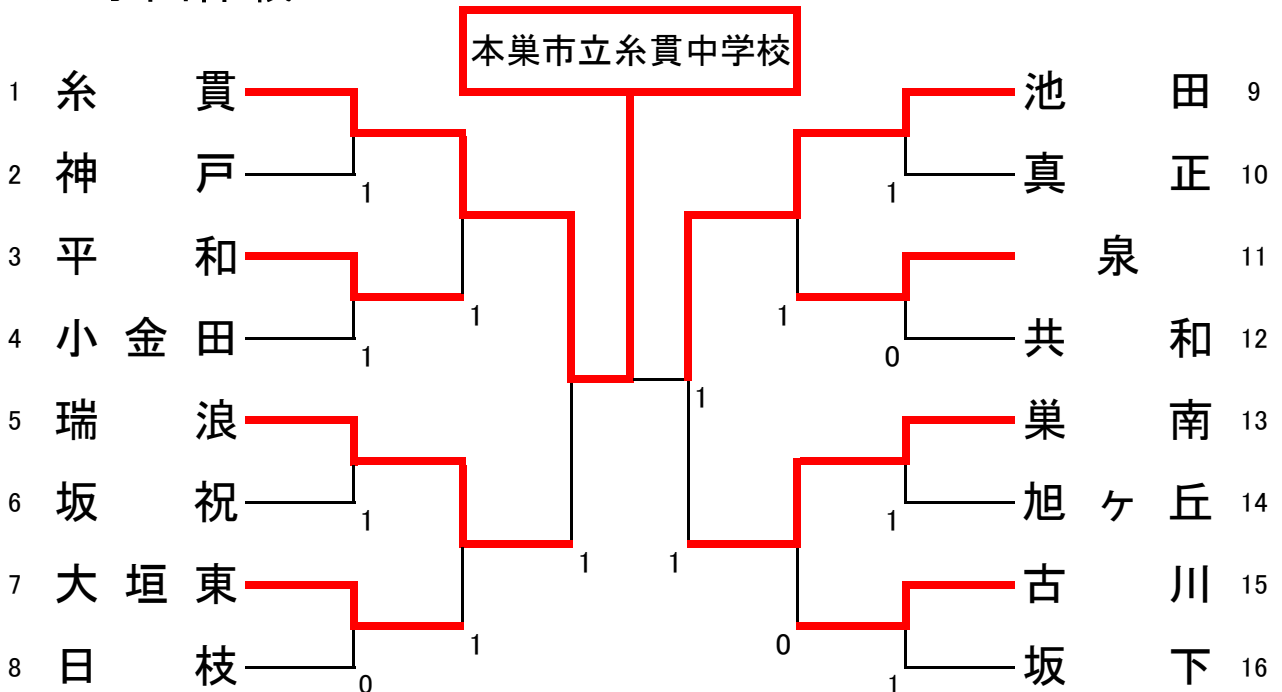 本巣市立糸貫中学校
1 糸貫
2 神戸
1
3 平和
4 小金田
1
1
5 瑞浪
6 坂祝
1
7 大垣東
8 日枝
0
1
1
1
池田 9
真正 10
1
泉 11
共和 12
0
1
巣南 13
旭ヶ丘 14
1
古川 15
坂下 16
1
0
1